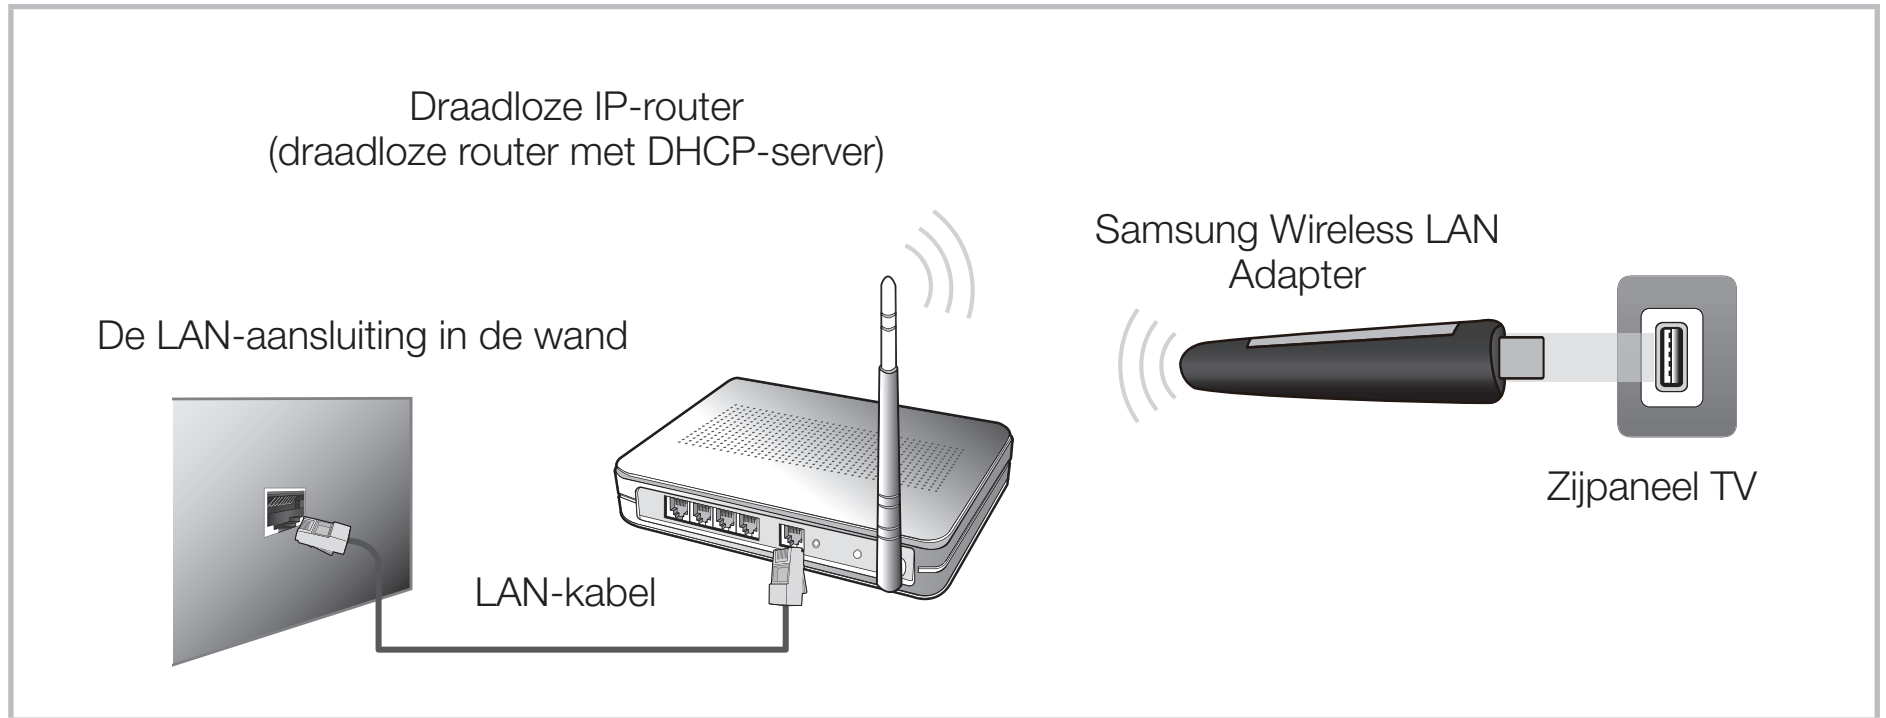 Draadloze IP-router
(draadloze router met DHCP-server)
Samsung Wireless LAN
Adapter
De LAN-aansluiting in de wand
Zijpaneel TV
LAN-kabel